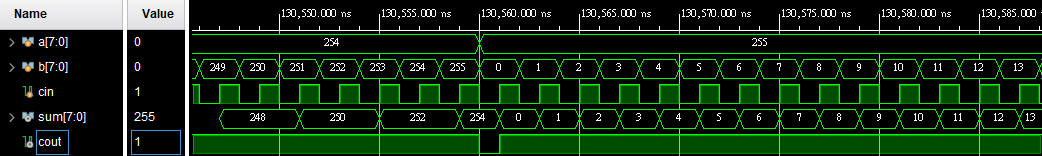 Name Value 130,550.000 ns 130,555.000 ns 130,560.000 ns 130,565.000 ns 130,570.000 ns 130,575.000 ns 130,580.000 ns 130,585.000 ns
a[7:0] 0 254 255
b[7:0] 0 249 250 251 252 253 254 255 0 1 2 3 4 5 6 7 8 9 10 11 12 13
cin 1
sum[7:0] 255 248 250 252 254 0 1 2 3 4 5 6 7 8 9 10 11 12 13
cout 1